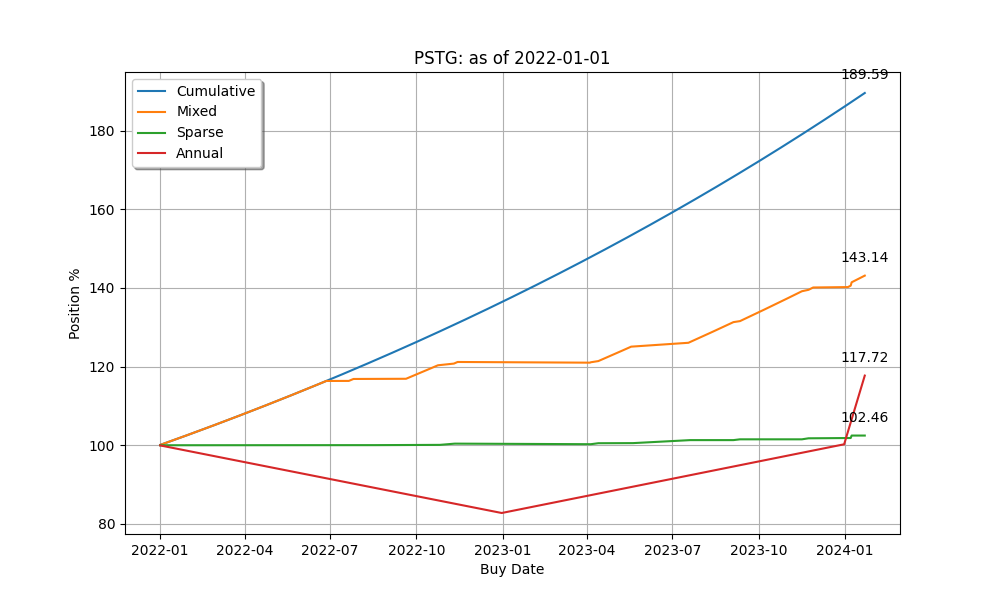 PSTG: as of 2022-01-01
189.59
Cumulative
Mixed
Sparse
Annual
143.14
117.72
102.46
180
160
140
120
100
80
Position %
2022-01 2022-04 2022-07 2022-10 2023-01 2023-04 2023-07 2023-10 2024-01
Buy Date